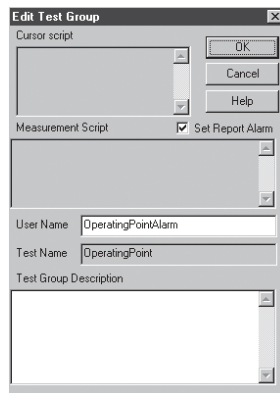 Edit Test Group
Cursor script
OK
Cancel
Help
Measurement Script
Set Report Alarm
User Name OperatingPointAlarm
Test Name OperatingPoint
Test Group Description